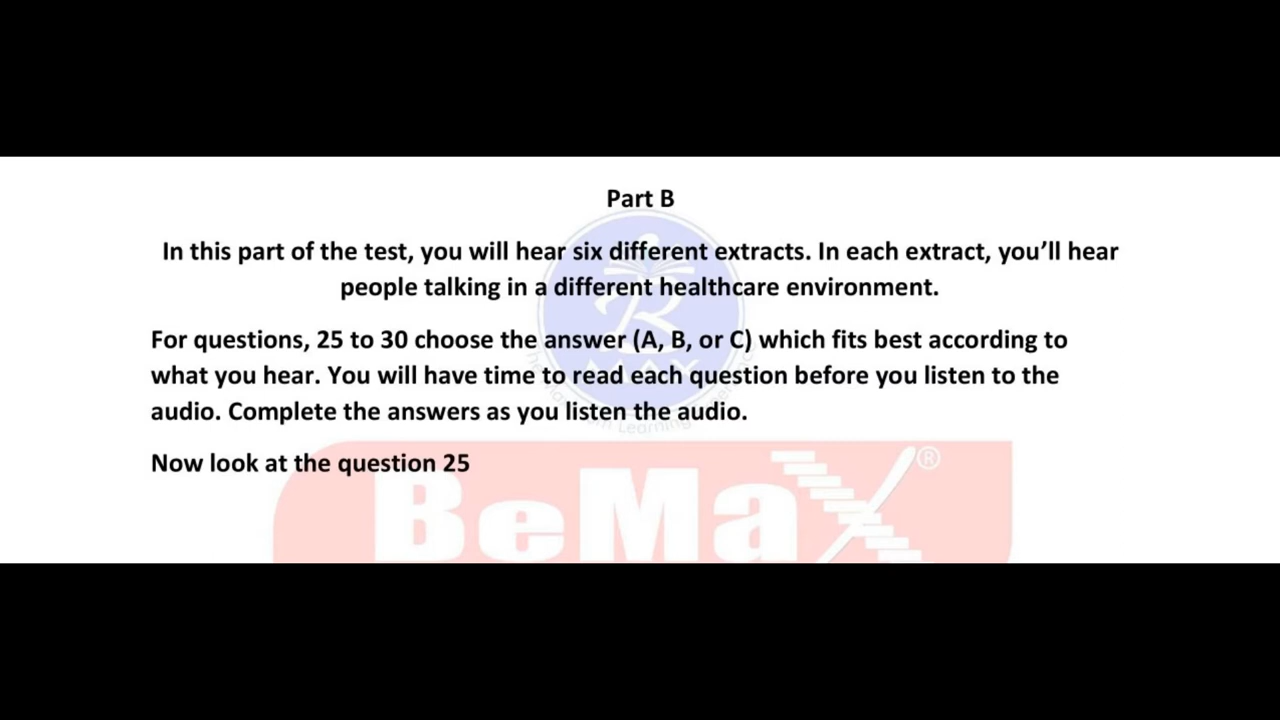 Part B
In this part of the test, you will hear six different extracts. In each extract, you’ll hear
people talking in a different healthcare environment.
For questions, 25 to 30 choose the answer (A, B, or C) which fits best according to
what you hear. You will have time to read each question before you listen to the
audio. Complete the answers as you listen the audio.
Now look at the question 25
BeMax ®